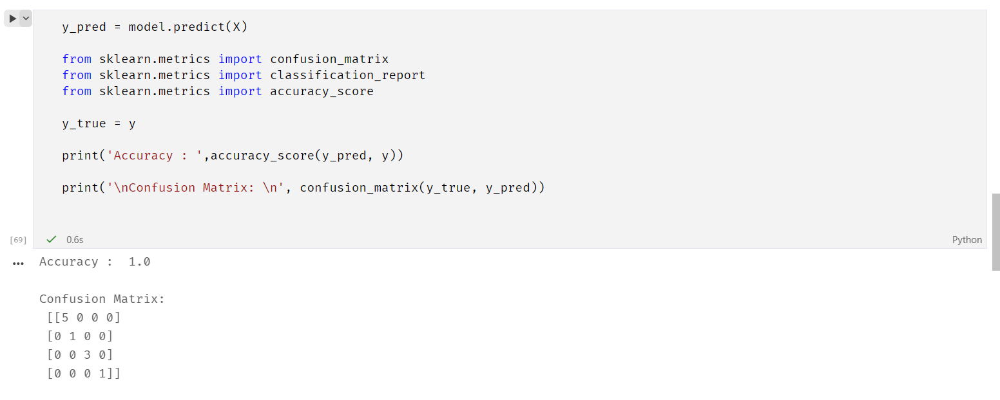 y_pred = model.predict(X)
from sklearn.metrics import confusion_matrix
from sklearn.metrics import classification_report
from sklearn.metrics import accuracy_score
y_true = y
print('Accuracy : ',accuracy_score(y_pred, y))
print('\nConfusion Matrix: \n', confusion_matrix(y_true, y_pred))
[69] 0.6s Python
Accuracy :  1.0
Confusion Matrix:
[[5 0 0 0]
[0 1 0 0]
[0 0 3 0]
[0 0 0 1]]